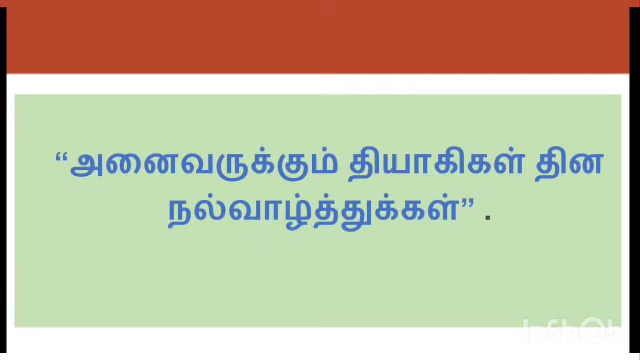 “அனைவருக்கும் தியாகிகள் தின
நல்வாழ்த்துக்கள்” .